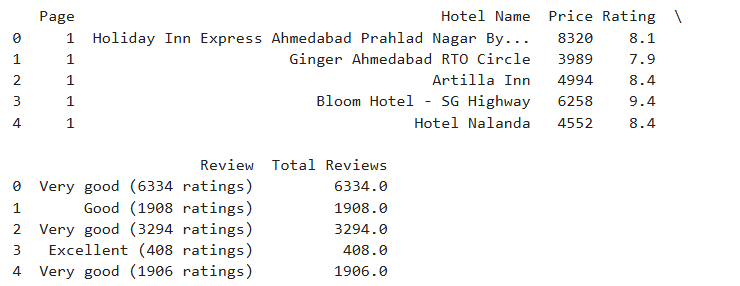 Page Hotel Name Price Rating \
0 1 Holiday Inn Express Ahmedabad Prahlad Nagar By... 8320 8.1
1 1 Ginger Ahmedabad RTO Circle 3989 7.9
2 1 Artilla Inn 4994 8.4
3 1 Bloom Hotel - SG Highway 6258 9.4
4 1 Hotel Nalanda 4552 8.4
Review Total Reviews
0 Very good (6334 ratings) 6334.0
1 Good (1908 ratings) 1908.0
2 Very good (3294 ratings) 3294.0
3 Excellent (408 ratings) 408.0
4 Very good (1906 ratings) 1906.0